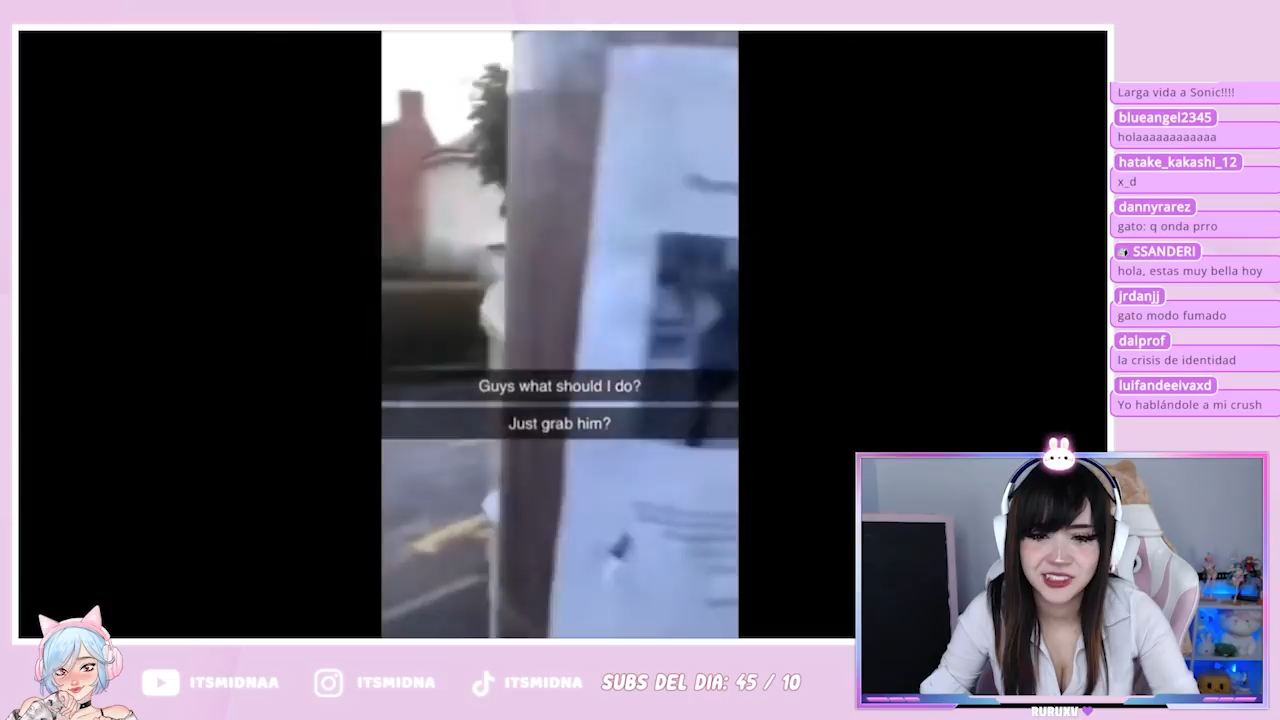 Larga vida a Sonic!!!!
blueangel2345
holaaaaaaaaaaa
hatake_kakashi_12
x_d
dannyrarez
gato: q onda prro
SSANDERI
hola, estas muy bella hoy
jrdanjj
gato modo fumado
dalprof
la crisis de identidad
luifandeeivaxd
Yo hablándole a mi crush
Guys what should I do?
Just grab him?
ITSMIDNAA
ITSMIDNA
ITSMIDNA
SUBS DEL DIA: 45 / 10
RURUXV